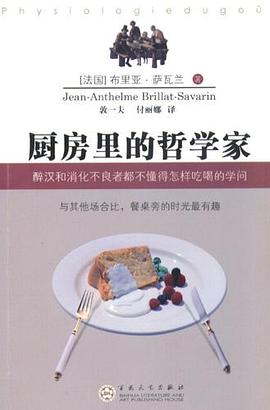 Physiologiedugoû
[法国]布里亚·萨瓦兰 著
Jean-Anthelme Brillat-Savarin
敦一夫 付丽娜 译
厨房里的哲学家
醉汉和消化不良者都不懂得怎样吃喝的学问
与其他场合比，餐桌旁的时光最有趣
百花文艺出版社
BAIHUA LITERATURE AND
ART PUBLISHING HOUSE